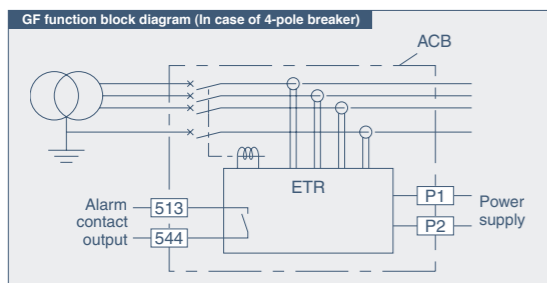 GF function block diagram (In case of 4-pole breaker)
ACB
ETR
Alarm
contact
output
513
544
P1
P2
Power
supply